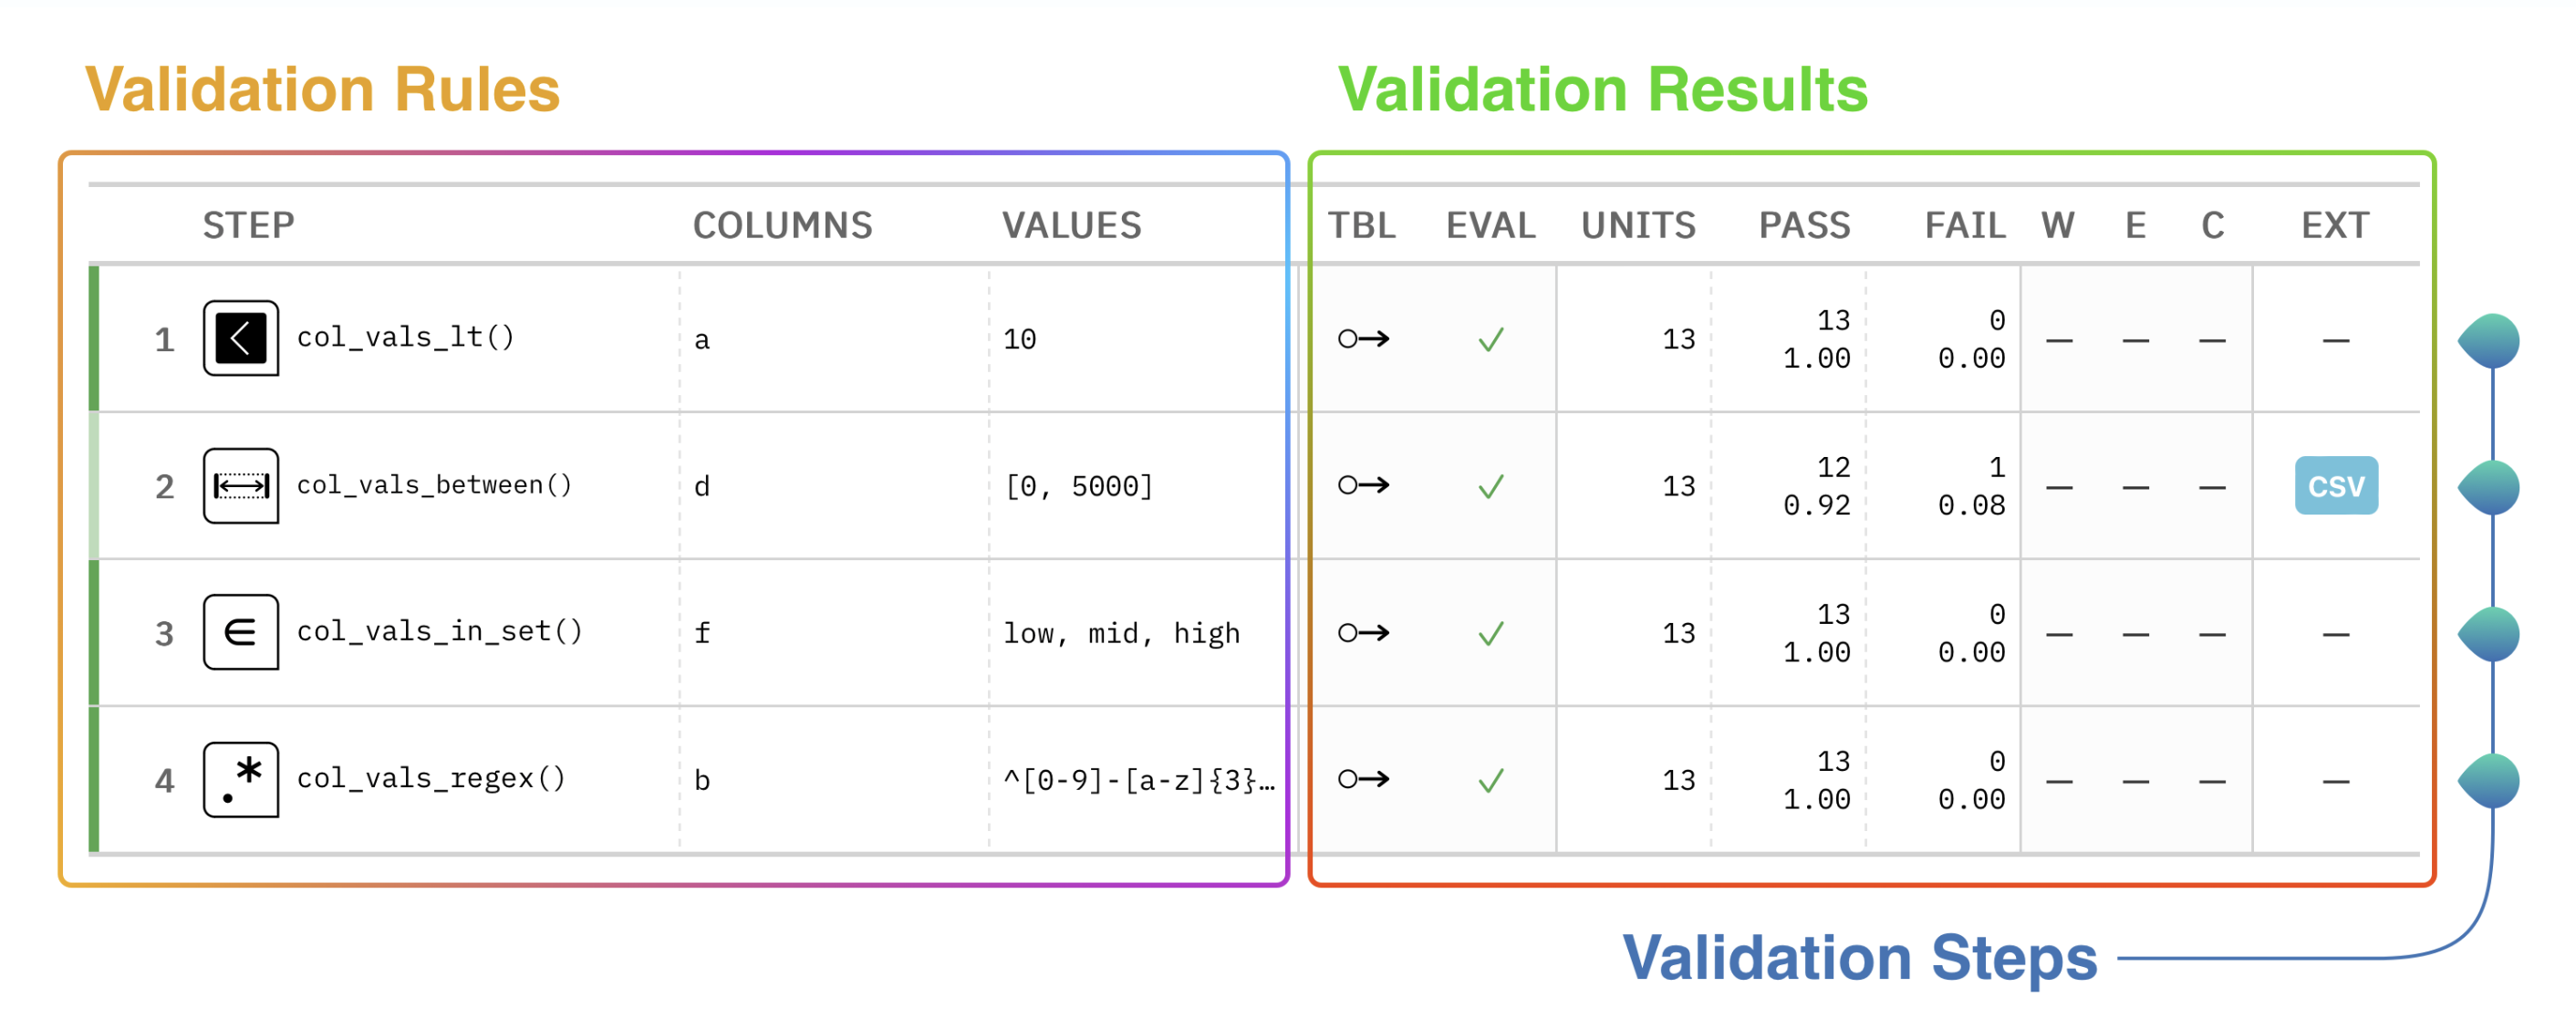 Validation Rules Validation Results
STEP COLUMNS VALUES TBL EVAL UNITS PASS FAIL W E C EXT
1 < col_vals_lt() a 10 ○→ ✓ 13 13 1.00 0 0.00 — — — —
2 col_vals_between() d [0, 5000] ○→ ✓ 13 12 0.92 1 0.08 — — — CSV
3 ∈ col_vals_in_set() f low, mid, high ○→ ✓ 13 13 1.00 0 0.00 — — — —
4 .* col_vals_regex() b ^[0-9]-[a-z]{3}… ○→ ✓ 13 13 1.00 0 0.00 — — — —
Validation Steps